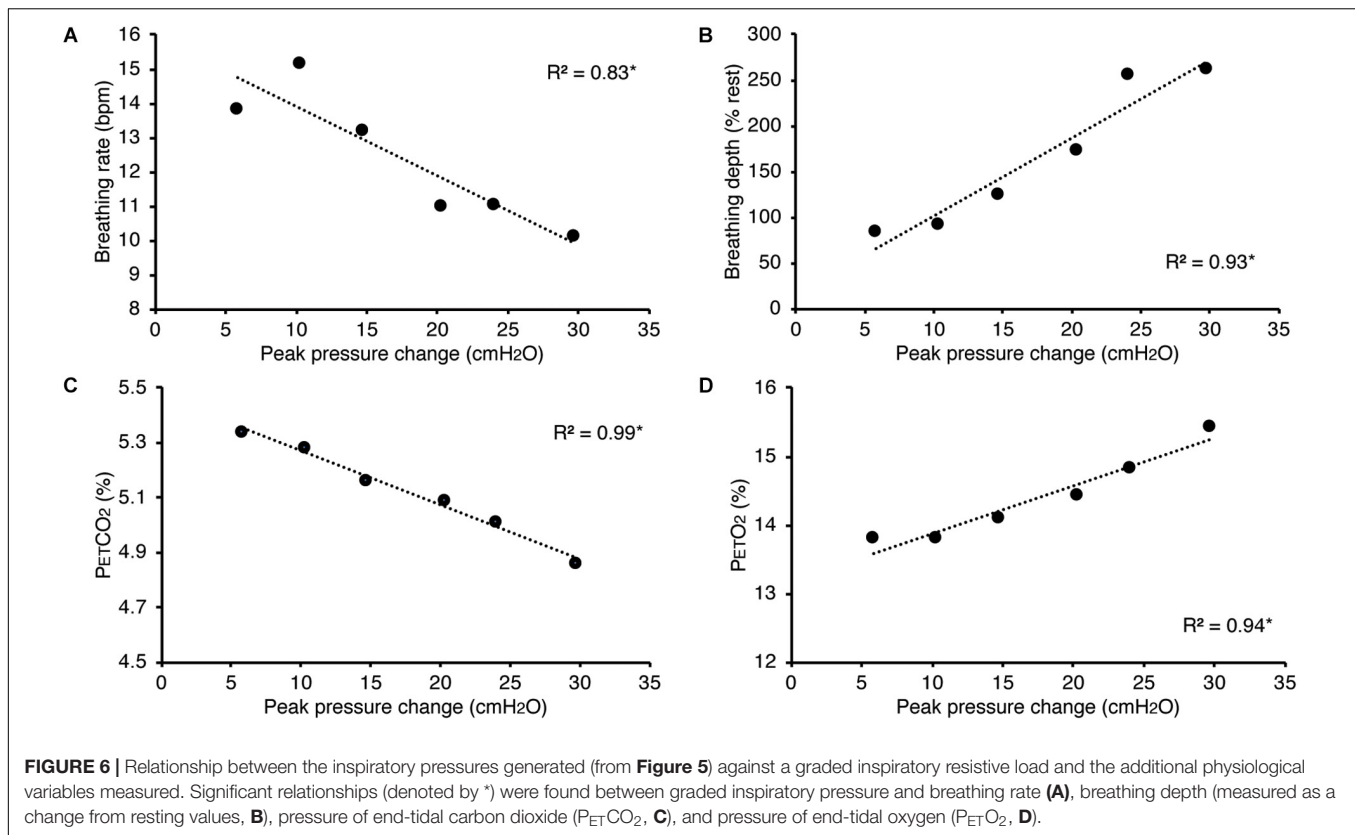 A
16
15
14
13
12
11
10
9
8
Breathing rate (bpm)
R² = 0.83*
0 5 10 15 20 25 30 35
Peak pressure change (cmH2O)
B
300
250
200
150
100
50
0
Breathing depth (% rest)
R² = 0.93*
0 5 10 15 20 25 30 35
Peak pressure change (cmH2O)
C
5.5
5.3
5.1
4.9
4.7
4.5
PETCO2 (%)
R² = 0.99*
0 5 10 15 20 25 30 35
Peak pressure change (cmH2O)
D
16
15
14
13
12
PETO2 (%)
R² = 0.94*
0 5 10 15 20 25 30 35
Peak pressure change (cmH2O)
FIGURE 6 | Relationship between the inspiratory pressures generated (from Figure 5) against a graded inspiratory resistive load and the additional physiological
variables measured. Significant relationships (denoted by *) were found between graded inspiratory pressure and breathing rate (A), breathing depth (measured as a
change from resting values, B), pressure of end-tidal carbon dioxide (PETCO2, C), and pressure of end-tidal oxygen (PETO2, D).